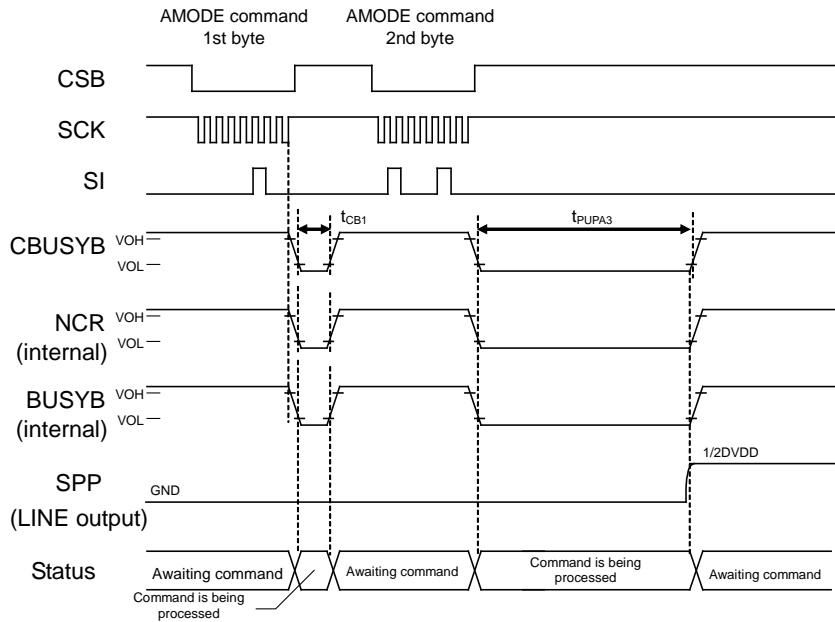 AMODE command
1st byte
AMODE command
2nd byte
CSB
SCK
SI
tCB1
tPUPA3
CBUSYB
VOH
VOL
NCR
(internal)
VOH
VOL
BUSYB
(internal)
VOH
VOL
SPP
(LINE output)
GND
1/2DVDD
Status
Awaiting command
Command is being
processed
Awaiting command
Command is being
processed
Awaiting command